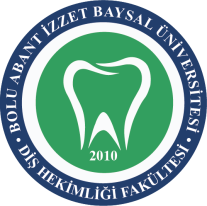 • BOLU ABANT İZZET BAYSAL ÜNİVERSİTESİ •
DİŞ HEKİMLİĞİ FAKÜLTESİ
2010